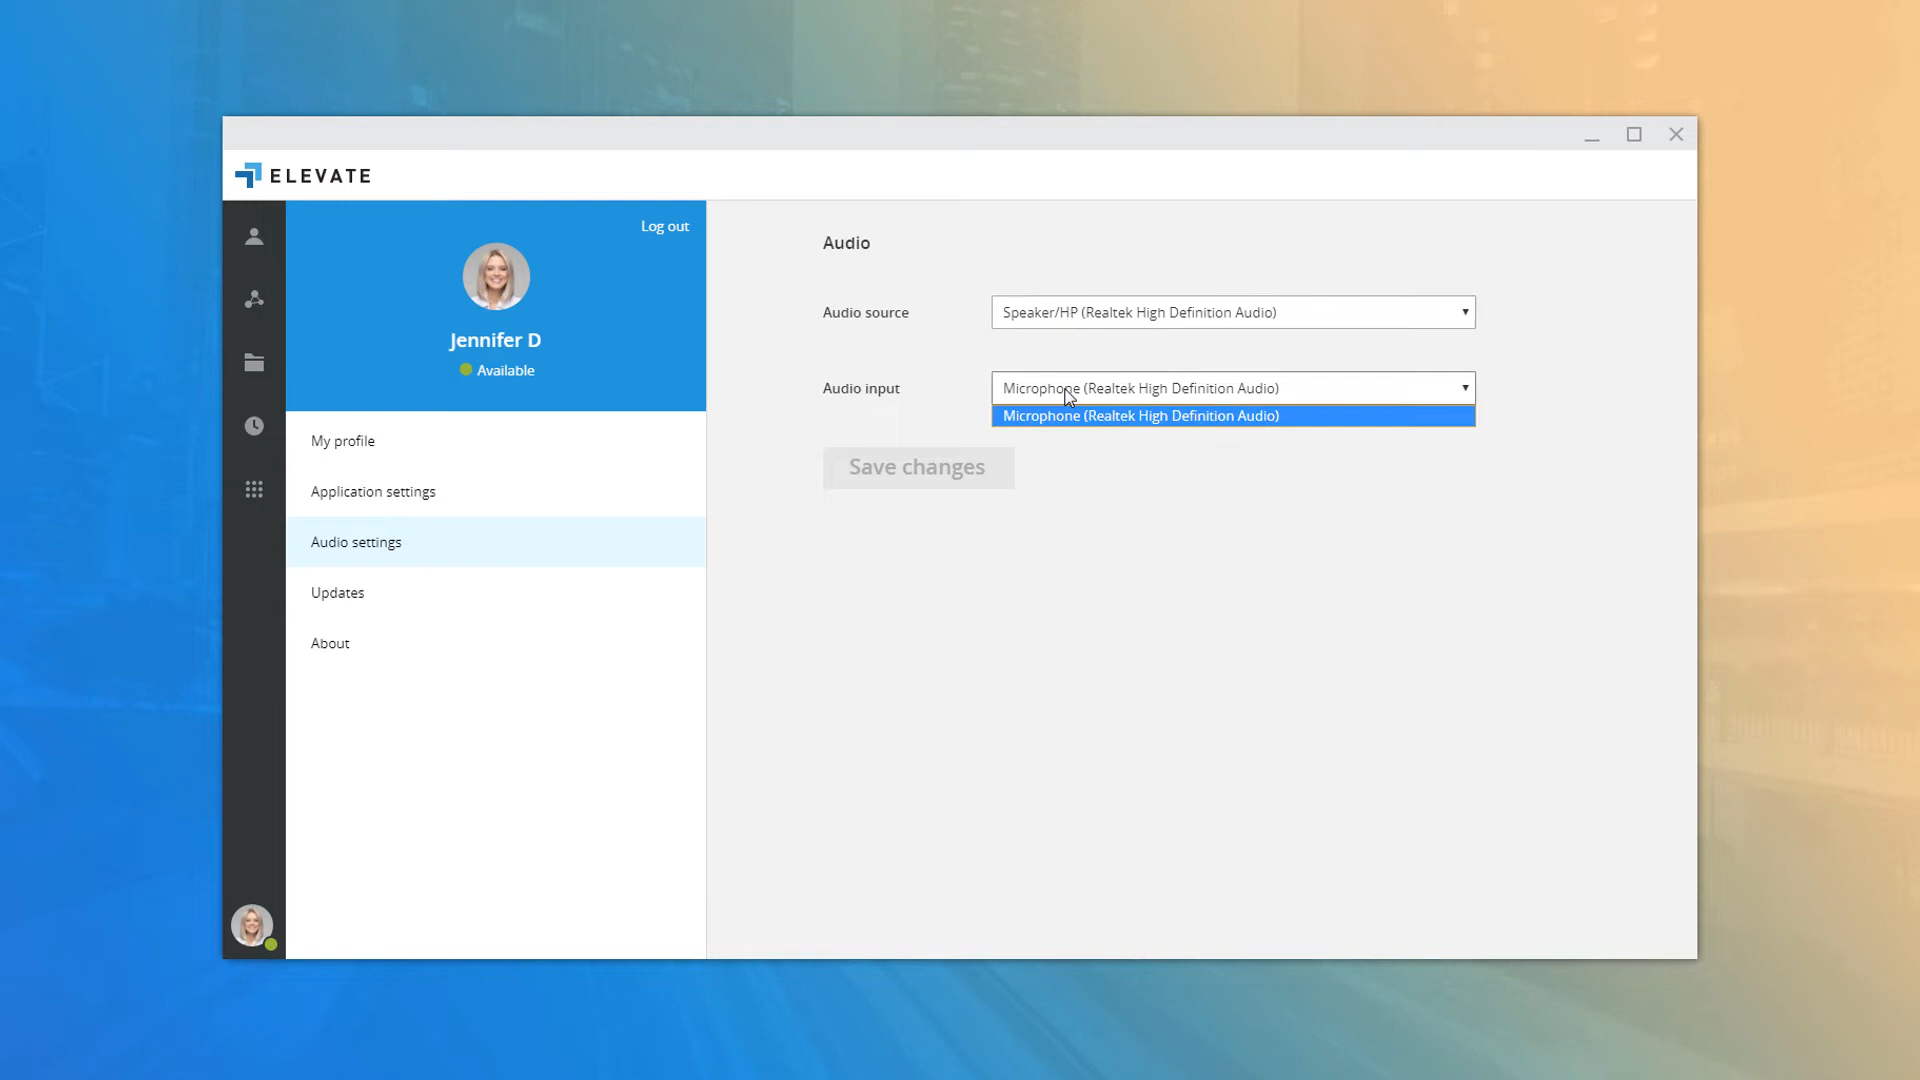 ELEVATE
Log out
Jennifer D
Available
My profile
Application settings
Audio settings
Updates
About
Audio
Audio source
Speaker/HP (Realtek High Definition Audio)
Audio input
Microphone (Realtek High Definition Audio)
Microphone (Realtek High Definition Audio)
Save changes